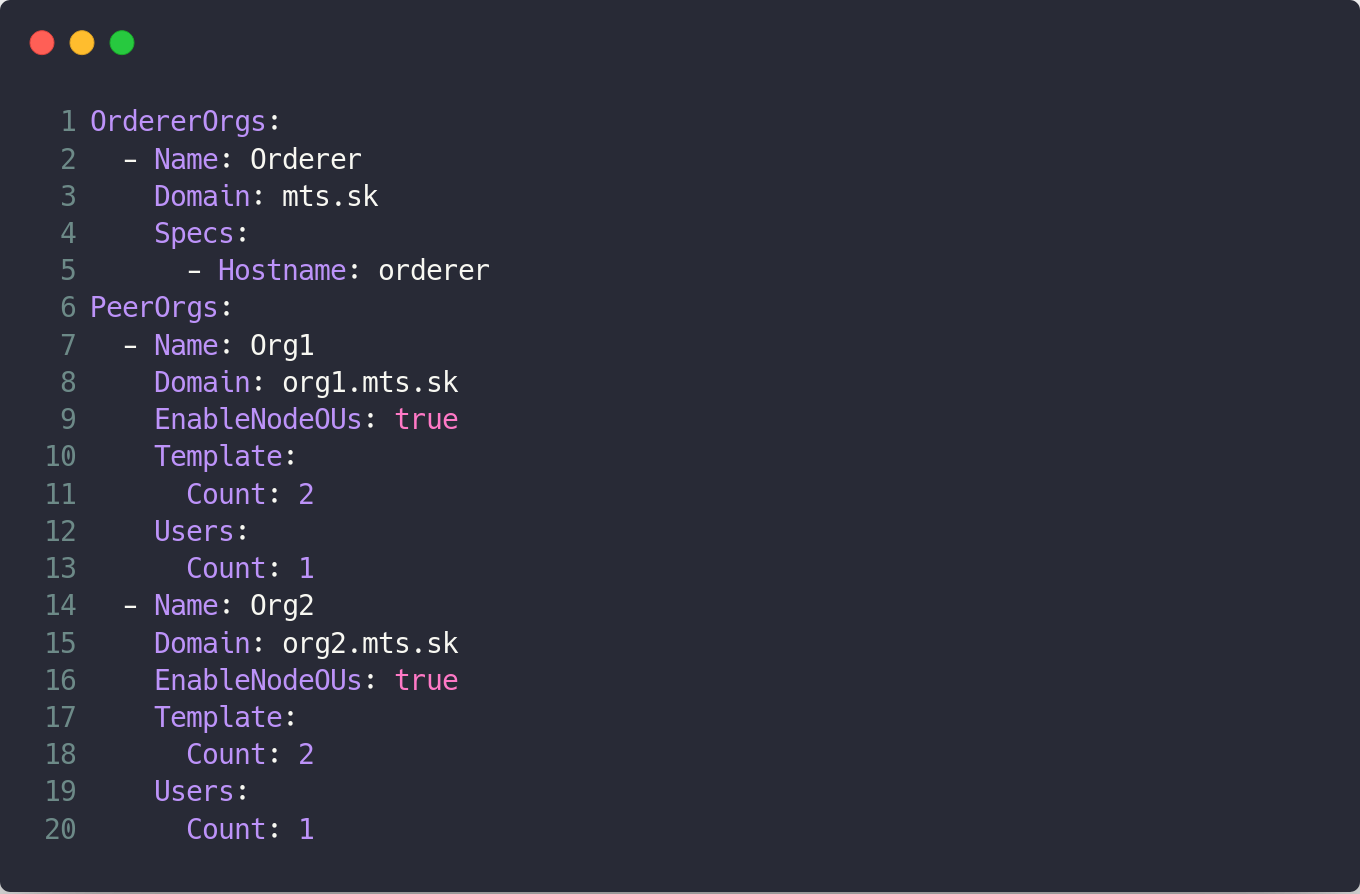 1 OrdererOrgs:
2   - Name: Orderer
3     Domain: mts.sk
4     Specs:
5       - Hostname: orderer
6 PeerOrgs:
7   - Name: Org1
8     Domain: org1.mts.sk
9     EnableNodeOUs: true
10     Template:
11       Count: 2
12     Users:
13       Count: 1
14   - Name: Org2
15     Domain: org2.mts.sk
16     EnableNodeOUs: true
17     Template:
18       Count: 2
19     Users:
20       Count: 1